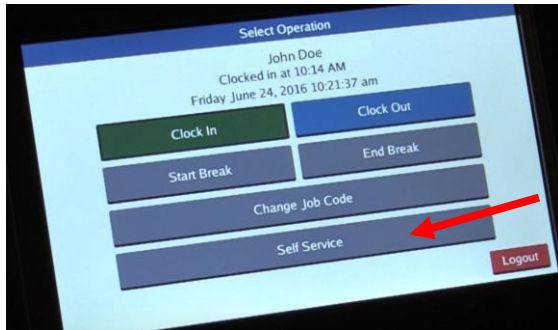 Select Operation
John Doe
Clocked in at 10:14 AM
Friday June 24, 2016 10:21:37 am
Clock In
Clock Out
Start Break
End Break
Change Job Code
Self Service
Logout